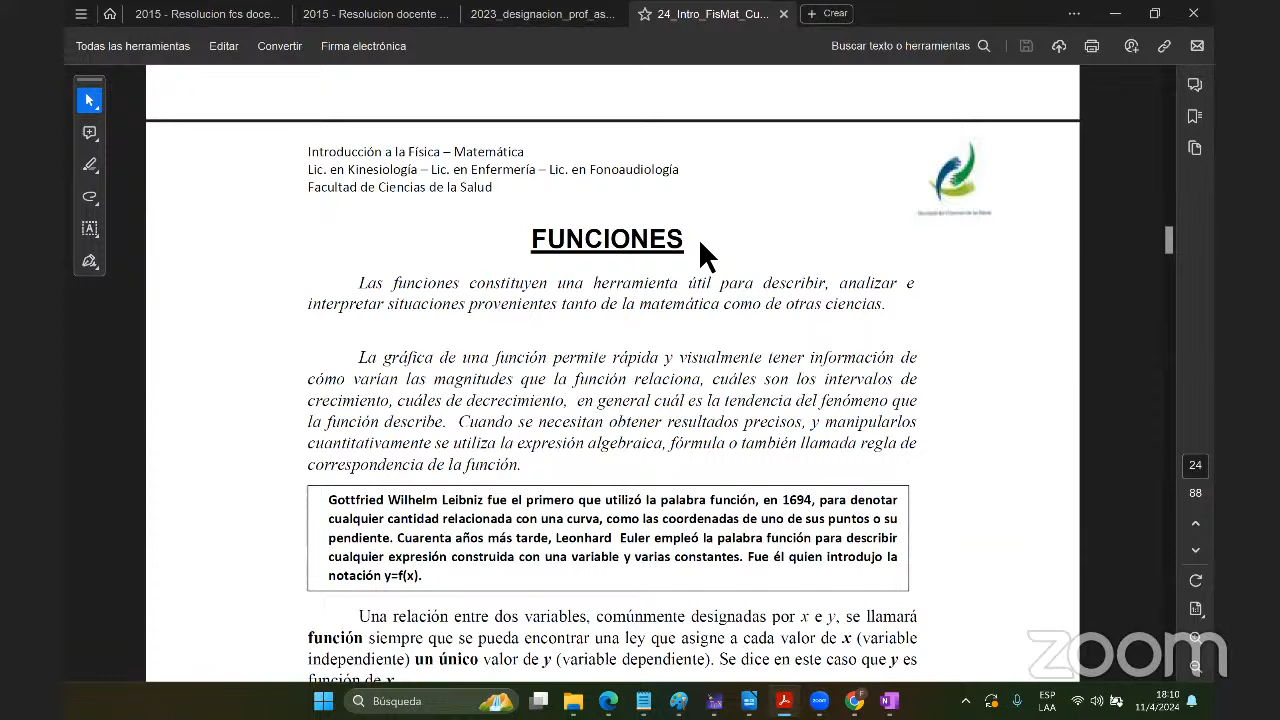 2015 - Resolucion fcs doce...
2015 - Resolucion docente ...
2023_designacion_prof_as...
24_Intro_FisMat_Cu...
Crear
Todas las herramientas
Editar
Convertir
Firma electrónica
Buscar texto o herramientas
Introducción a la Física – Matemática
Lic. en Kinesiología – Lic. en Enfermería – Lic. en Fonoaudiología
Facultad de Ciencias de la Salud
FUNCIONES
Las funciones constituyen una herramienta útil para describir, analizar e
interpretar situaciones provenientes tanto de la matemática como de otras ciencias.
La gráfica de una función permite rápida y visualmente tener información de
cómo varían las magnitudes que la función relaciona, cuáles son los intervalos de
crecimiento, cuáles de decrecimiento, en general cuál es la tendencia del fenómeno que
la función describe. Cuando se necesitan obtener resultados precisos, y manipularlos
cuantitativamente se utiliza la expresión algebraica, fórmula o también llamada regla de
correspondencia de la función.
Gottfried Wilhelm Leibniz fue el primero que utilizó la palabra función, en 1694, para denotar
cualquier cantidad relacionada con una curva, como las coordenadas de uno de sus puntos o su
pendiente. Cuarenta años más tarde, Leonhard Euler empleó la palabra función para describir
cualquier expresión construida con una variable y varias constantes. Fue él quien introdujo la
notación y=f(x).
Una relación entre dos variables, comúnmente designadas por x e y, se llamará
función siempre que se pueda encontrar una ley que asigne a cada valor de x (variable
independiente) un único valor de y (variable dependiente). Se dice en este caso que y es
función de x
24
88
zoom
Búsqueda
ESP
LAA
18:10
11/4/2024